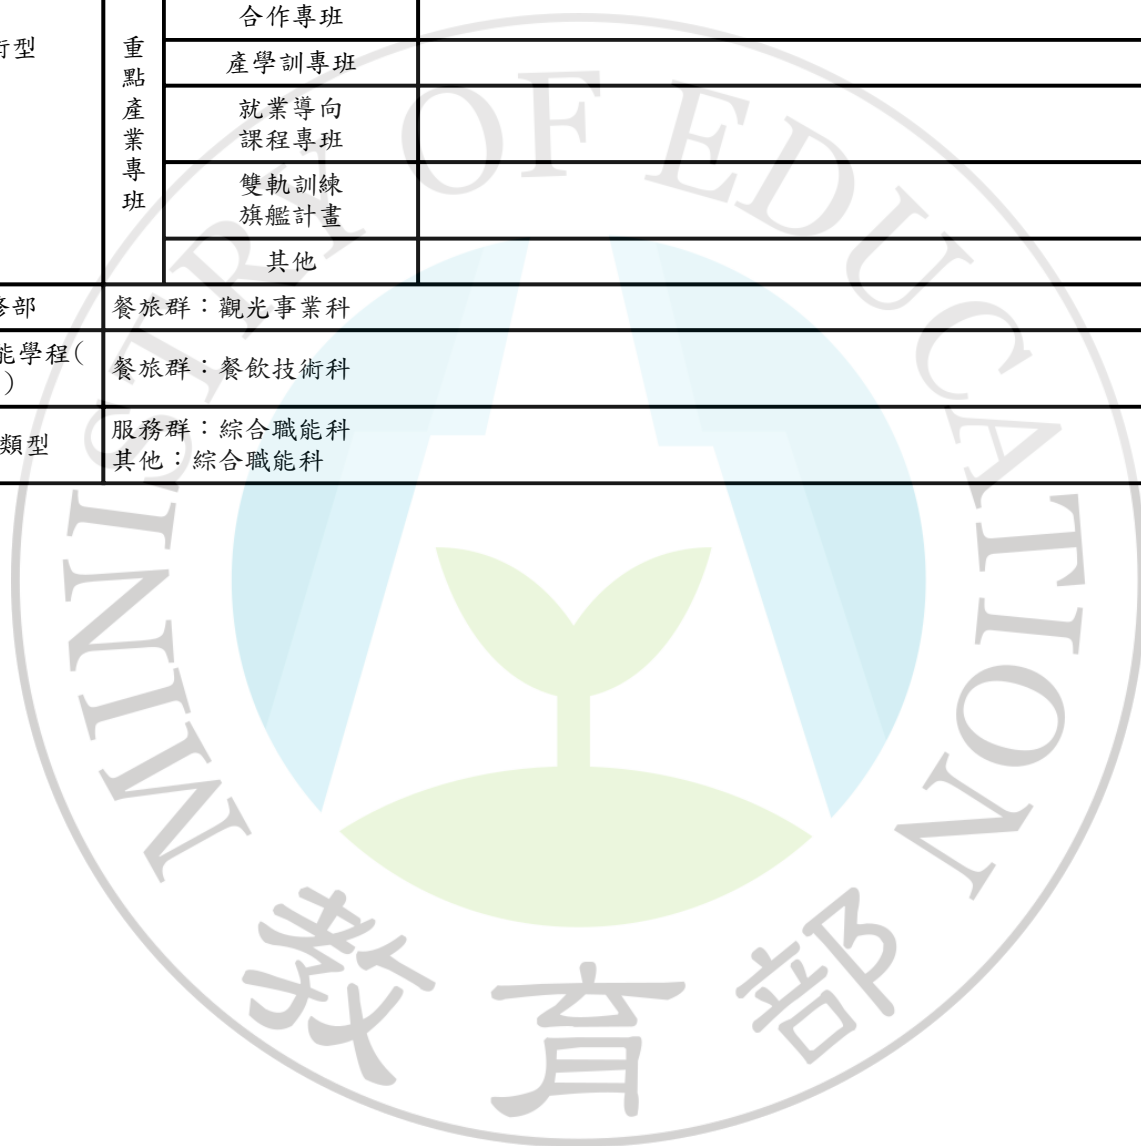 合作專班
術型
重點產業專班
產學訓專班
就業導向
課程專班
雙軌訓練
旗艦計畫
其他
修部
餐旅群：觀光事業科
能學程(
)
餐旅群：餐飲技術科
類型
服務群：綜合職能科
其他：綜合職能科
MINISTRY OF EDUCATION
教育部